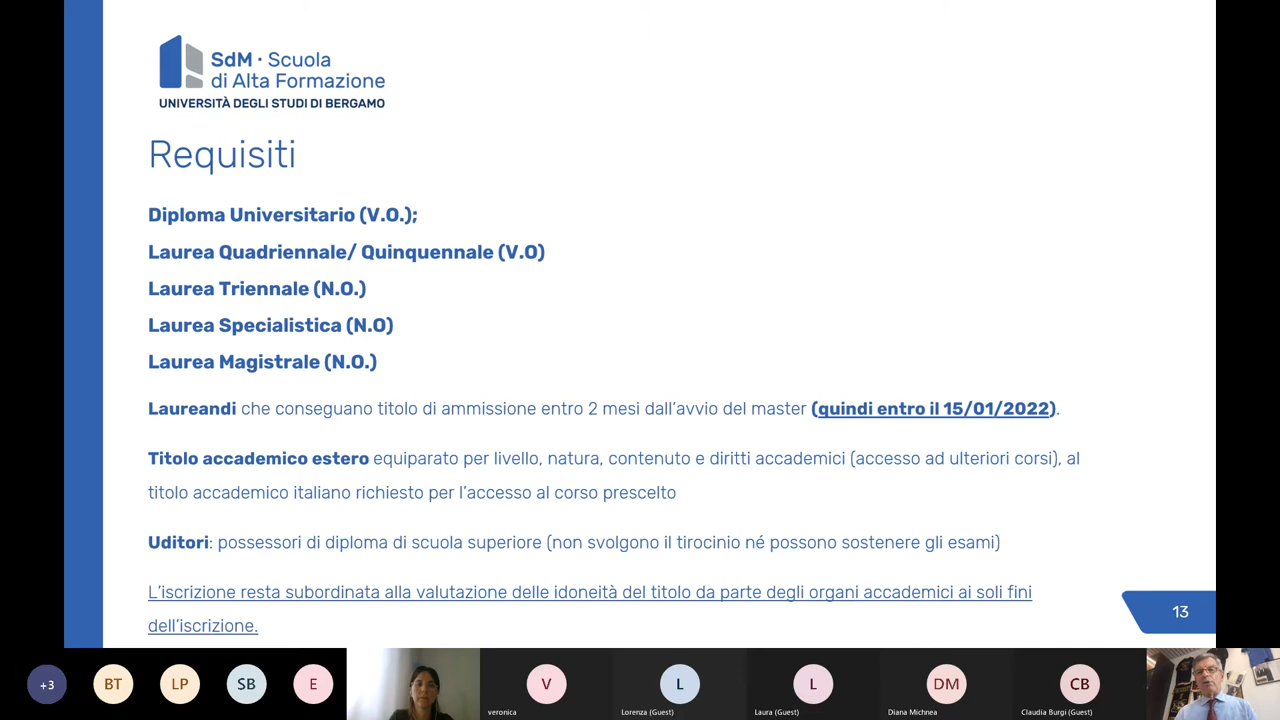 SdM · Scuola
di Alta Formazione
UNIVERSITÀ DEGLI STUDI DI BERGAMO
Requisiti
Diploma Universitario (V.O.);
Laurea Quadriennale/ Quinquennale (V.O)
Laurea Triennale (N.O.)
Laurea Specialistica (N.O)
Laurea Magistrale (N.O.)
Laureandi che conseguano titolo di ammissione entro 2 mesi dall'avvio del master (quindi entro il 15/01/2022).
Titolo accademico estero equiparato per livello, natura, contenuto e diritti accademici (accesso ad ulteriori corsi), al
titolo accademico italiano richiesto per l'accesso al corso prescelto
Uditori: possessori di diploma di scuola superiore (non svolgono il tirocinio né possono sostenere gli esami)
L'iscrizione resta subordinata alla valutazione delle idoneità del titolo da parte degli organi accademici ai soli fini
dell'iscrizione.
13
+3 BT LP SB E V L L DM CB
veronica Lorenza (Guest) Laura (Guest) Diana Michnea Claudia Burgi (Guest)